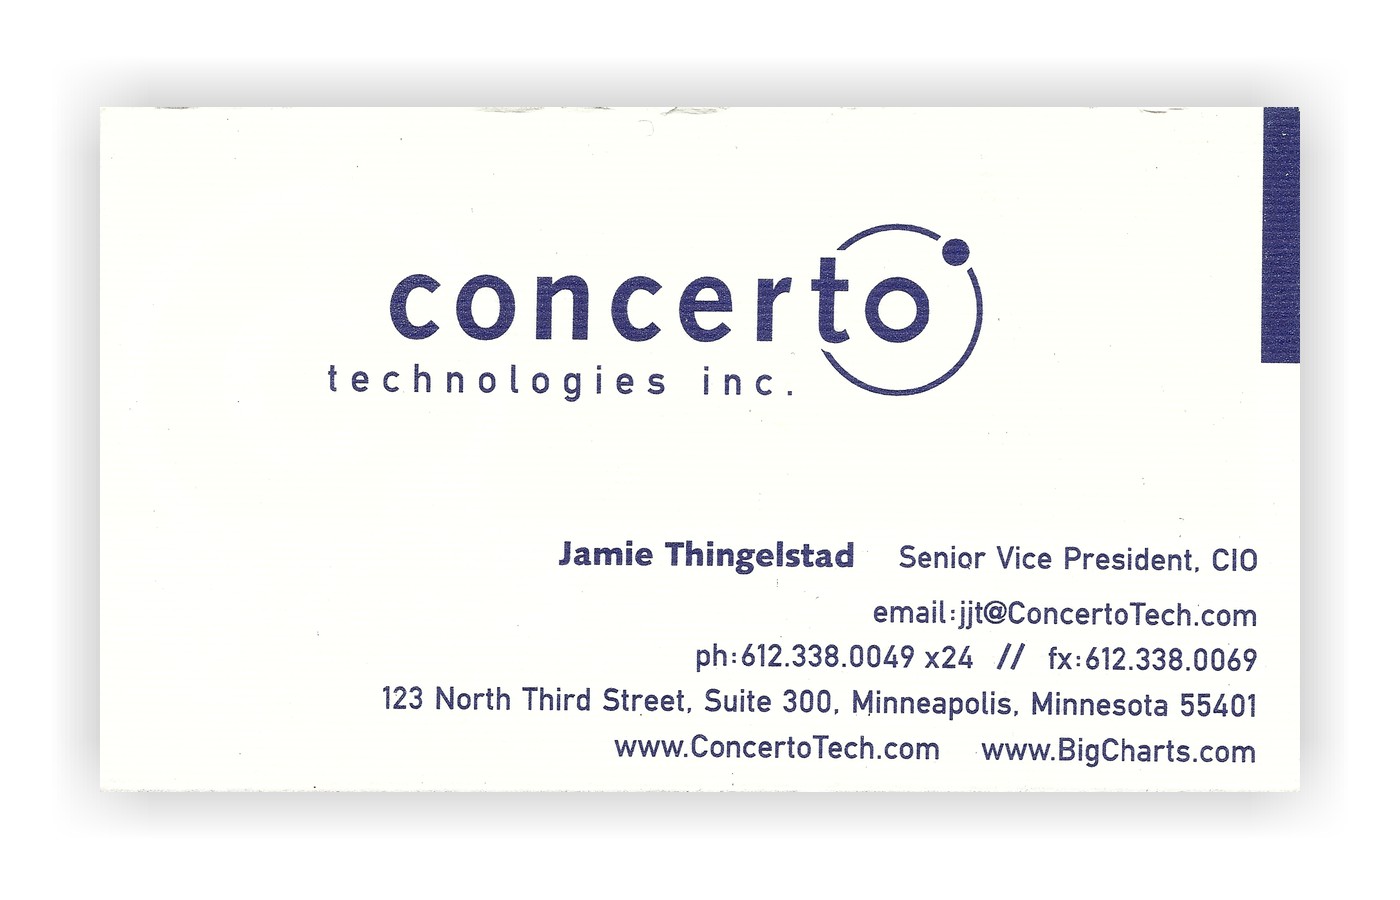 concerto
technologies inc.
Jamie Thingelstad Senior Vice President, CIO
email:jjt@ConcertoTech.com
ph:612.338.0049 x24 // fx:612.338.0069
123 North Third Street, Suite 300, Minneapolis, Minnesota 55401
www.ConcertoTech.com www.BigCharts.com